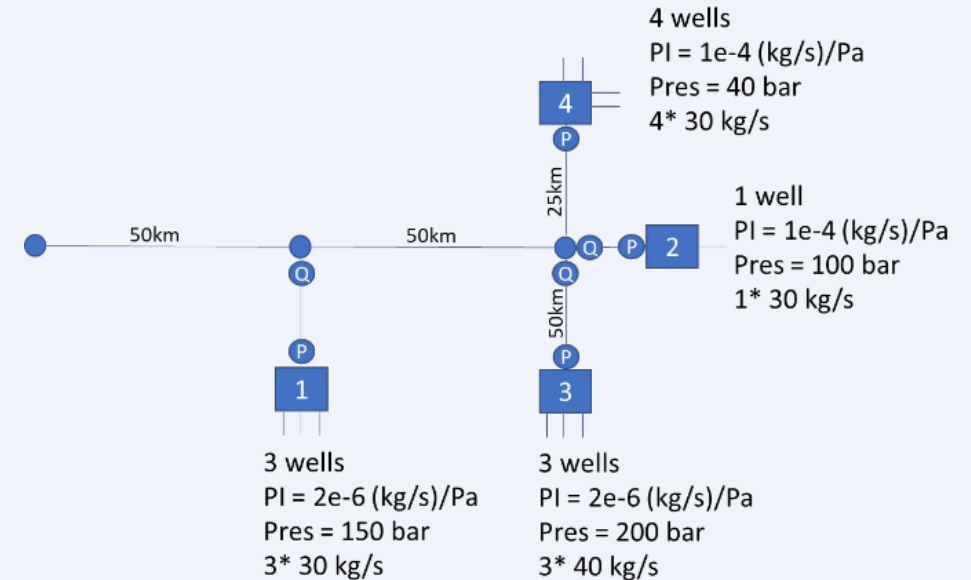 4 wells
PI = 1e-4 (kg/s)/Pa
Pres = 40 bar
4* 30 kg/s
4
P
25km
1 well
PI = 1e-4 (kg/s)/Pa
Pres = 100 bar
1* 30 kg/s
50km
50km
Q
P
2
Q
Q
50km
P
P
1
3
3 wells
PI = 2e-6 (kg/s)/Pa
Pres = 150 bar
3* 30 kg/s
3 wells
PI = 2e-6 (kg/s)/Pa
Pres = 200 bar
3* 40 kg/s